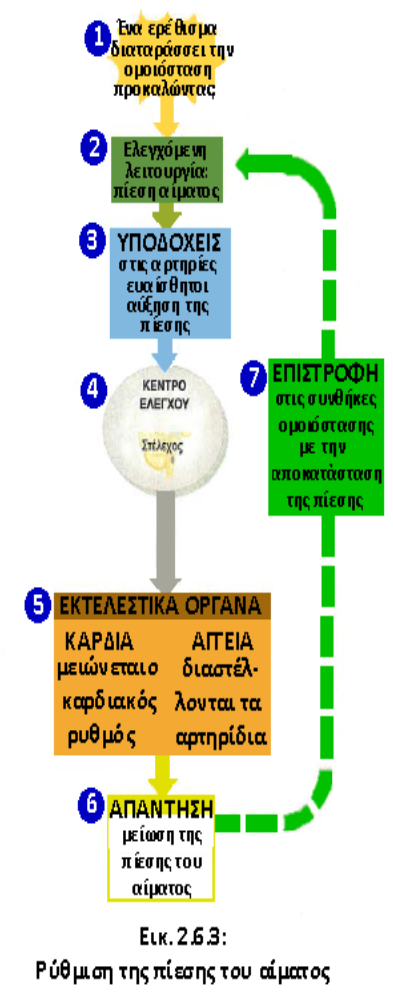 1
Ένα ερέθισμα
διαταράσσει την
ομοιόσταση
προκαλώντας
2
Ελεγχόμενη
λειτουργία:
πίεση αίματος
3
ΥΠΟΔΟΧΕΙΣ
στις αρτηρίες
ευαίσθητοι
αύξηση της
πίεσης
4
ΚΕΝΤΡΟ
ΕΛΕΓΧΟΥ
Στέλεχος
7
ΕΠΙΣΤΡΟΦΗ
στις συνθήκες
ομοιόστασης
με την
αποκατάσταση
της πίεσης
5
ΕΚΤΕΛΕΣΤΙΚΑ ΟΡΓΑΝΑ
ΚΑΡΔΙΑ
μειώνεται ο
καρδιακός
ρυθμός
ΑΓΓΕΙΑ
διαστέλ-
λονται τα
αρτηρίδια
6
ΑΠΑΝΤΗΣΗ
μείωση της
πίεσης του
αίματος
Εικ. 2.6.3:
Ρύθμιση της πίεσης του αίματος